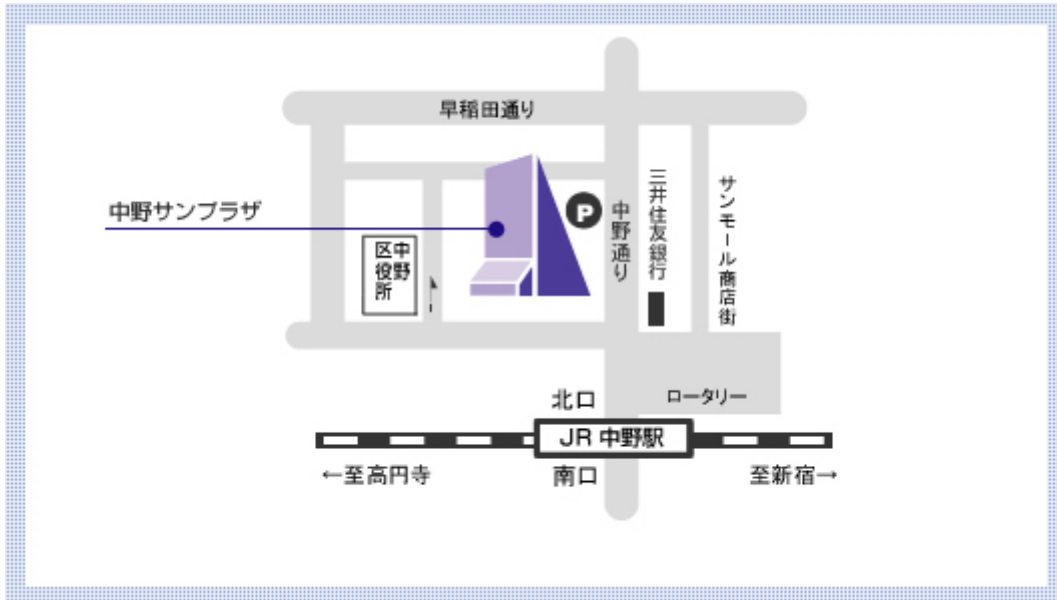 早稲田通り
中野サンプラザ
中野
区役所
P
中野通り
三井住友銀行
サンモール商店街
北口
ロータリー
JR 中野駅
←至高円寺
南口
至新宿→